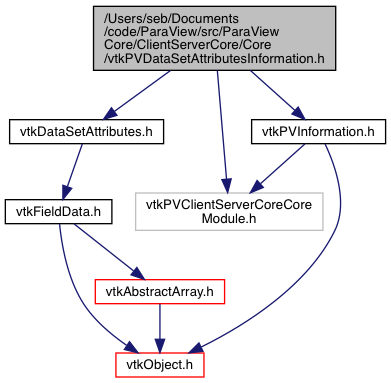 /Users/seb/Documents
/code/ParaView/src/ParaView
Core/ClientServerCore/Core
/vtkPVDataSetAttributesInformation.h
vtkDataSetAttributes.h
vtkPVInformation.h
vtkFieldData.h
vtkPVClientServerCoreCore
Module.h
vtkAbstractArray.h
vtkObject.h